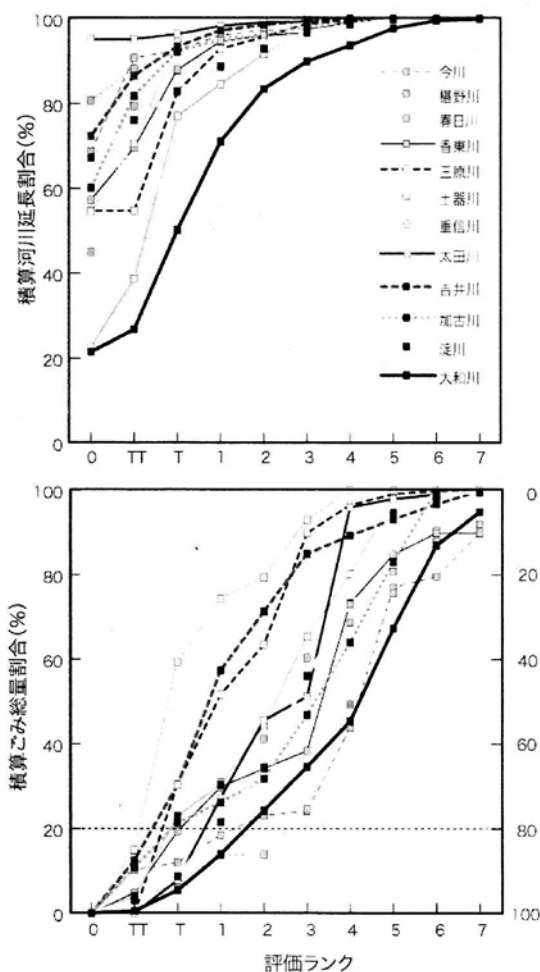 積算河川延長割合(%)
100
80
60
40
20
0
0 TT T 1 2 3 4 5 6 7
今川
椹野川
春日川
香東川
三原川
土器川
重信川
太田川
吉井川
加古川
淀川
大和川
積算ごみ総量割合(%)
100
80
60
40
20
0
0
20
40
60
80
100
0 TT T 1 2 3 4 5 6 7
評価ランク